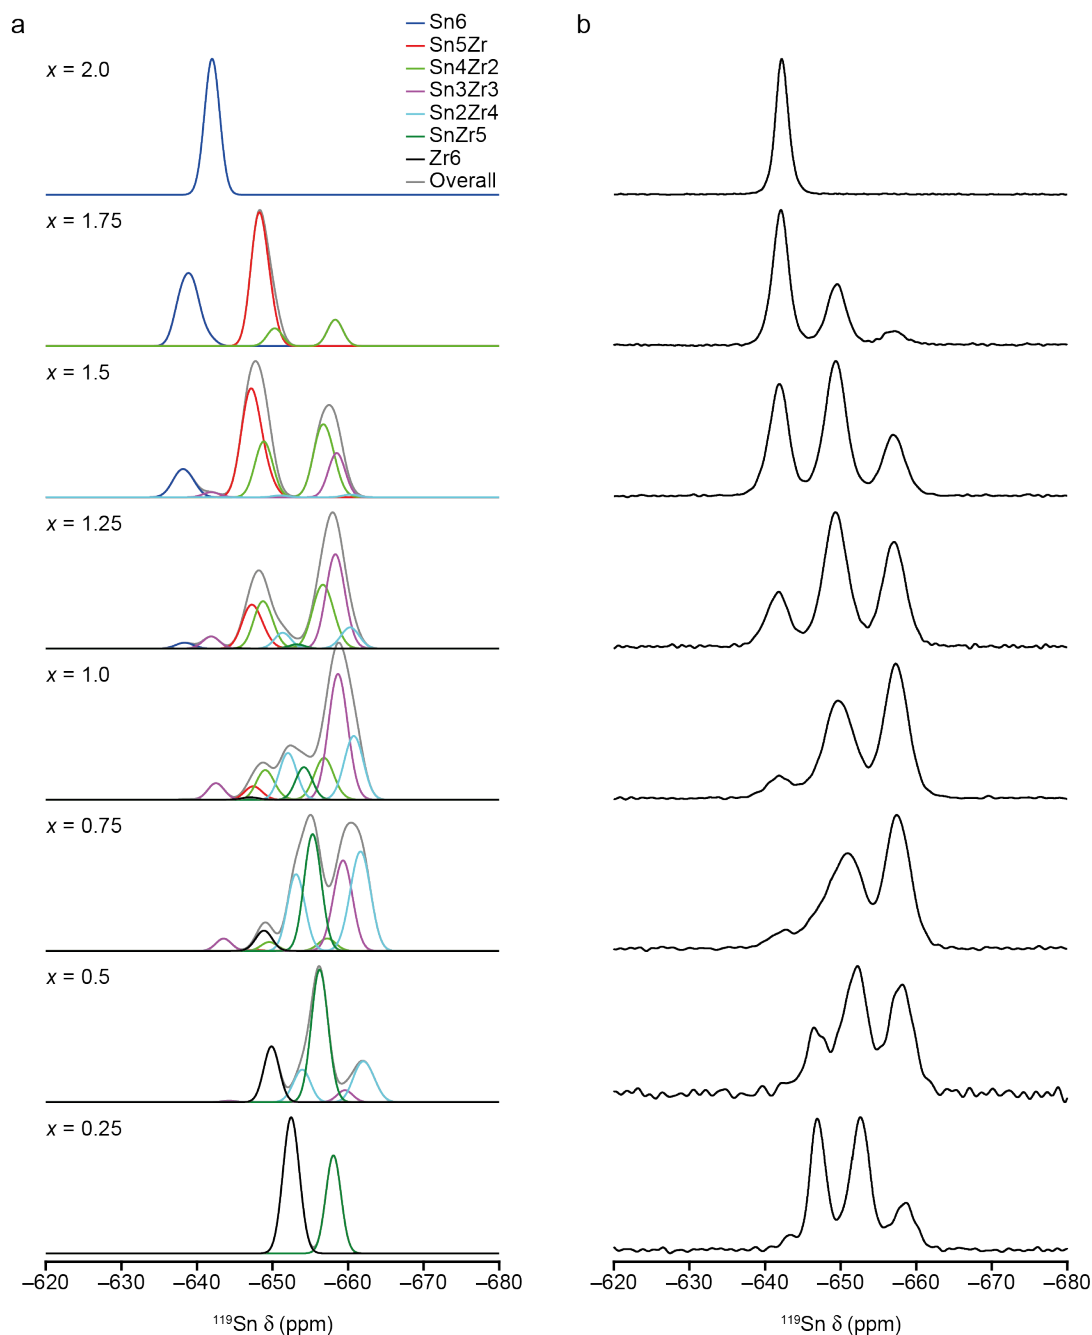 a
b
Sn6
Sn5Zr
Sn4Zr2
Sn3Zr3
Sn2Zr4
SnZr5
Zr6
Overall
x = 2.0
x = 1.75
x = 1.5
x = 1.25
x = 1.0
x = 0.75
x = 0.5
x = 0.25
–620 –630 –640 –650 –660 –670 –680
–620 –630 –640 –650 –660 –670 –680
¹¹⁹Sn δ (ppm)
¹¹⁹Sn δ (ppm)